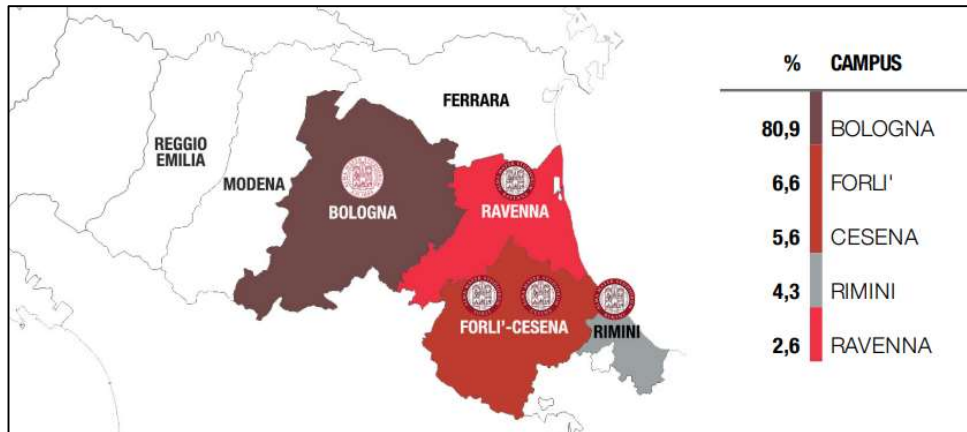 FERRARA
REGGIO
EMILIA
MODENA
BOLOGNA
RAVENNA
FORLI'-CESENA
RIMINI
% CAMPUS
80,9 BOLOGNA
6,6 FORLI'
5,6 CESENA
4,3 RIMINI
2,6 RAVENNA